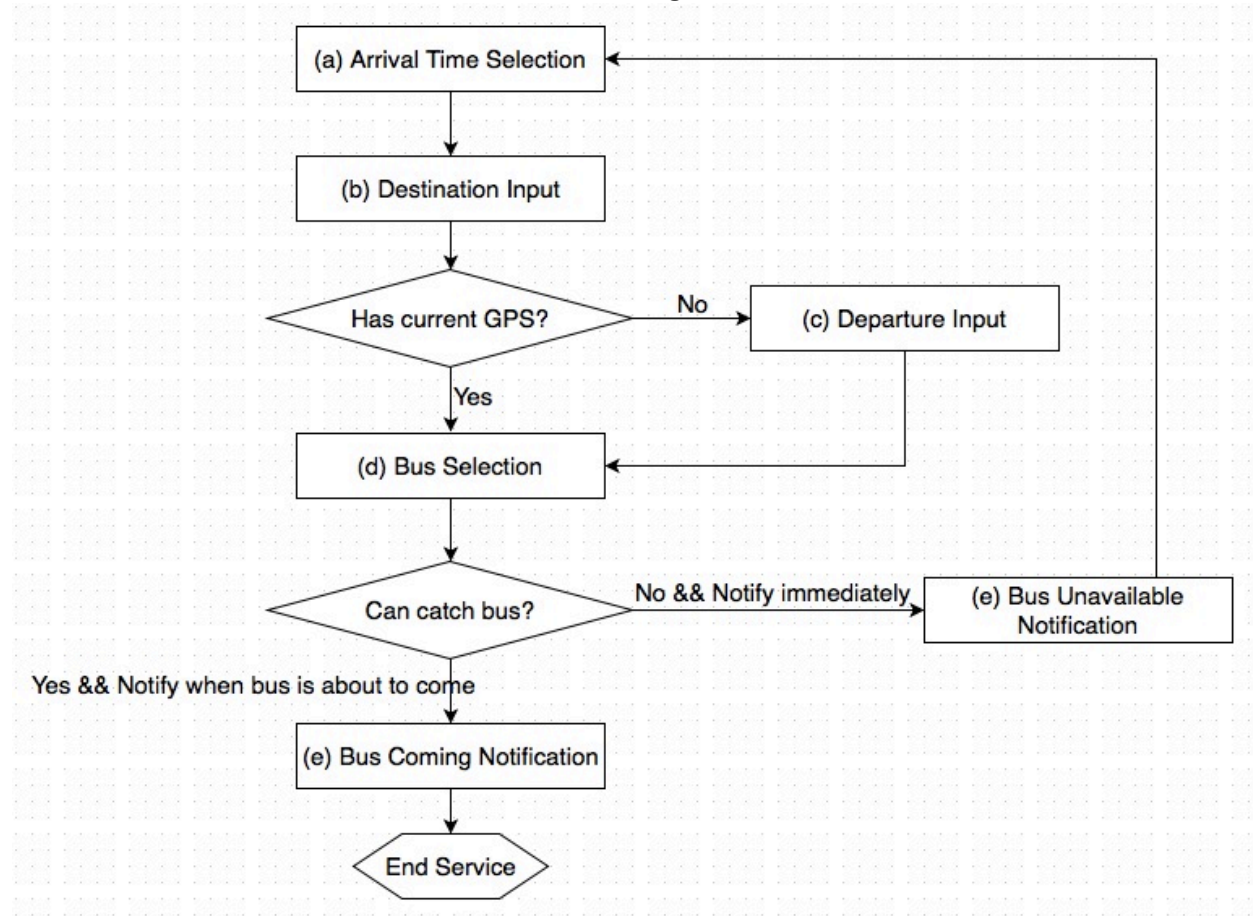 (a) Arrival Time Selection
(b) Destination Input
Has current GPS?
No
(c) Departure Input
Yes
(d) Bus Selection
Can catch bus?
No && Notify immediately
(e) Bus Unavailable
Notification
Yes && Notify when bus is about to come
(e) Bus Coming Notification
End Service